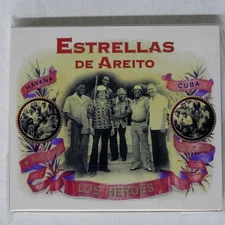 ESTRELLAS
DE AREITO
HAVANA
CUBA
LOS HEROES